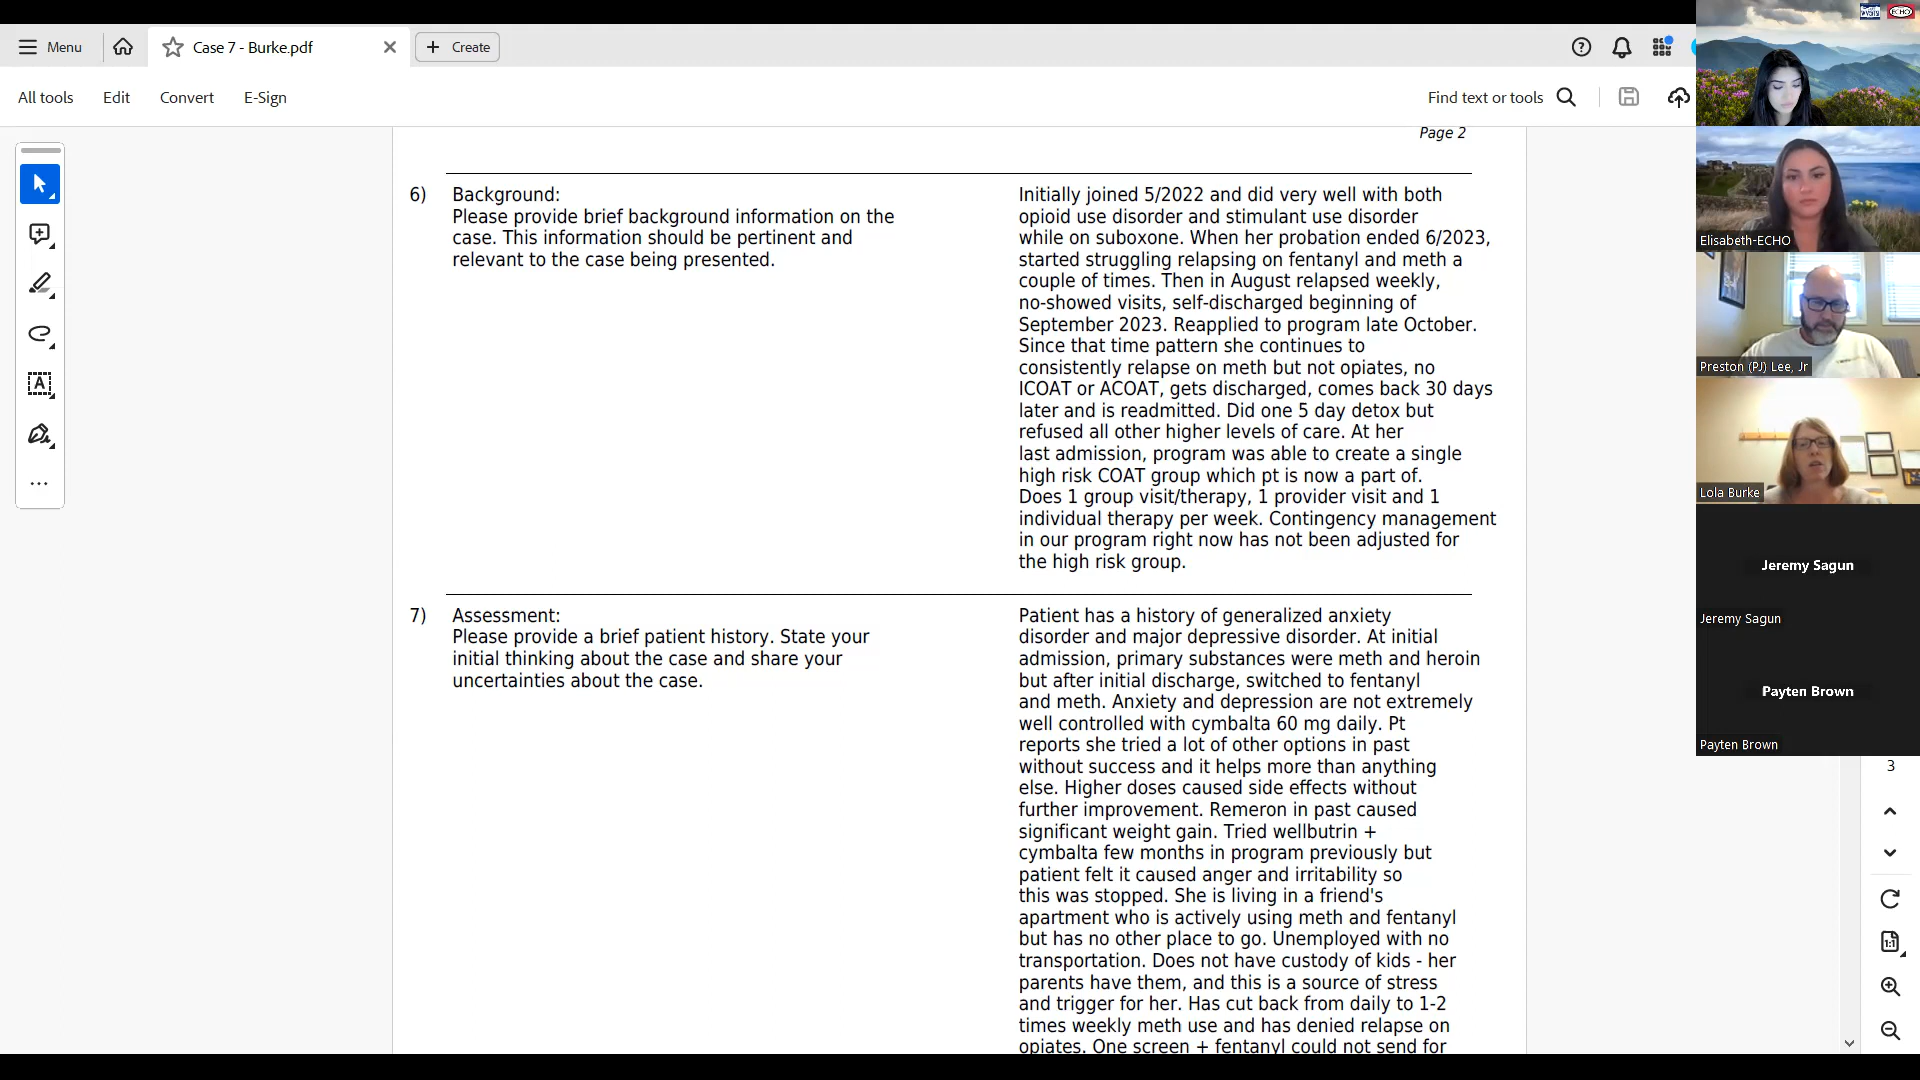 Menu
Case 7 - Burke.pdf
Create
All tools
Edit
Convert
E-Sign
Find text or tools
Page 2
6) Background:
Please provide brief background information on the
case. This information should be pertinent and
relevant to the case being presented.
Initially joined 5/2022 and did very well with both
opioid use disorder and stimulant use disorder
while on suboxone. When her probation ended 6/2023,
started struggling relapsing on fentanyl and meth a
couple of times. Then in August relapsed weekly,
no-showed visits, self-discharged beginning of
September 2023. Reapplied to program late October.
Since that time pattern she continues to
consistently relapse on meth but not opiates, no
ICOAT or ACOAT, gets discharged, comes back 30 days
later and is readmitted. Did one 5 day detox but
refused all other higher levels of care. At her
last admission, program was able to create a single
high risk COAT group which pt is now a part of.
Does 1 group visit/therapy, 1 provider visit and 1
individual therapy per week. Contingency management
in our program right now has not been adjusted for
the high risk group.
7) Assessment:
Please provide a brief patient history. State your
initial thinking about the case and share your
uncertainties about the case.
Patient has a history of generalized anxiety
disorder and major depressive disorder. At initial
admission, primary substances were meth and heroin
but after initial discharge, switched to fentanyl
and meth. Anxiety and depression are not extremely
well controlled with cymbalta 60 mg daily. Pt
reports she tried a lot of other options in past
without success and it helps more than anything
else. Higher doses caused side effects without
further improvement. Remeron in past caused
significant weight gain. Tried wellbutrin +
cymbalta few months in program previously but
patient felt it caused anger and irritability so
this was stopped. She is living in a friend's
apartment who is actively using meth and fentanyl
but has no other place to go. Unemployed with no
transportation. Does not have custody of kids - her
parents have them, and this is a source of stress
and trigger for her. Has cut back from daily to 1-2
times weekly meth use and has denied relapse on
opiates. One screen + fentanyl could not send for
ECHO
Elisabeth-ECHO
Preston (PJ) Lee, Jr
Lola Burke
Jeremy Sagun
Jeremy Sagun
Payten Brown
Payten Brown
3
1:1